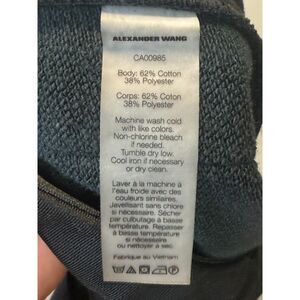 ALEXANDER WANG
CA00985
Body: 62% Cotton
38% Polyester
Corps: 62% Coton
38% Polyester
Machine wash cold
with like colors.
Non-chlorine bleach
if needed.
Tumble dry low.
Cool iron if necessary
or dry clean.
Laver à la machine à
l'eau froide avec des
couleurs similaires.
Javellisant sans chlore
si nécessaire. Sécher
par culbutage à basse
température. Repasser
à basse température
si nécessaire
ou nettoyer à sec.
Fabriqué au Vietnam